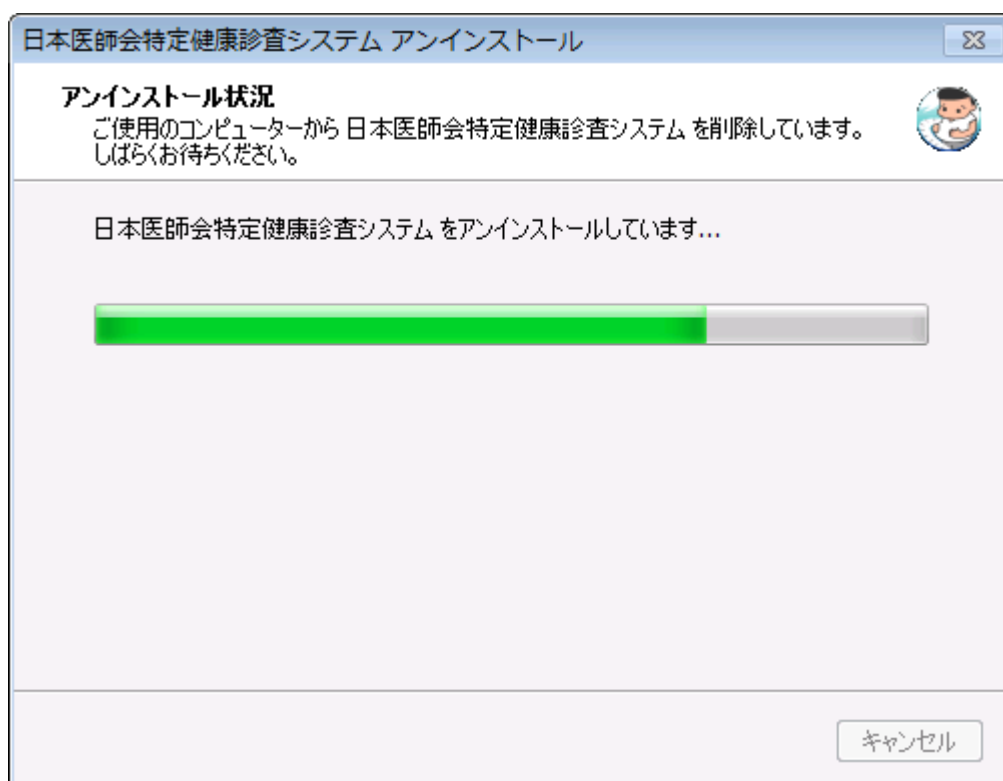 日本医師会特定健康診査システム アンインストール
アンインストール状況
ご使用のコンピューターから 日本医師会特定健康診査システム を削除しています。
しばらくお待ちください。
日本医師会特定健康診査システム をアンインストールしています...
キャンセル